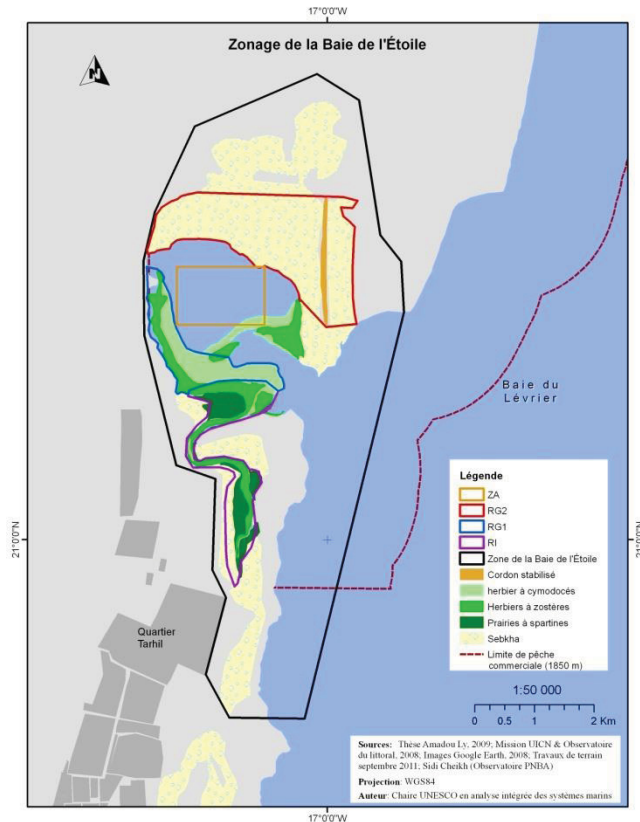 17°0'0"W
Zonage de la Baie de l'Étoile
N
Baie du
Lévrier
21°0'0"N
21°0'0"N
Quartier
Tarhil
Légende
ZA
RG2
RG1
RI
Zone de la Baie de l'Étoile
Cordon stabilisé
herbier à cymodocés
Herbiers à zostères
Prairies à spartines
Sebkha
Limite de pêche
commerciale (1850 m)
1:50 000
0 0,5 1 2 Km
Sources: Thése Amadou Ly, 2009; Mission UICN & Observatoire
du littoral, 2008; Images Google Earth, 2008; Travaux de terrain
septembre 2011; Sidi Cheikh (Observatoire PNBA)
Projection: WGS84
Auteur: Chaire UNESCO en analyse intégrée des systèmes marins
17°0'0"W